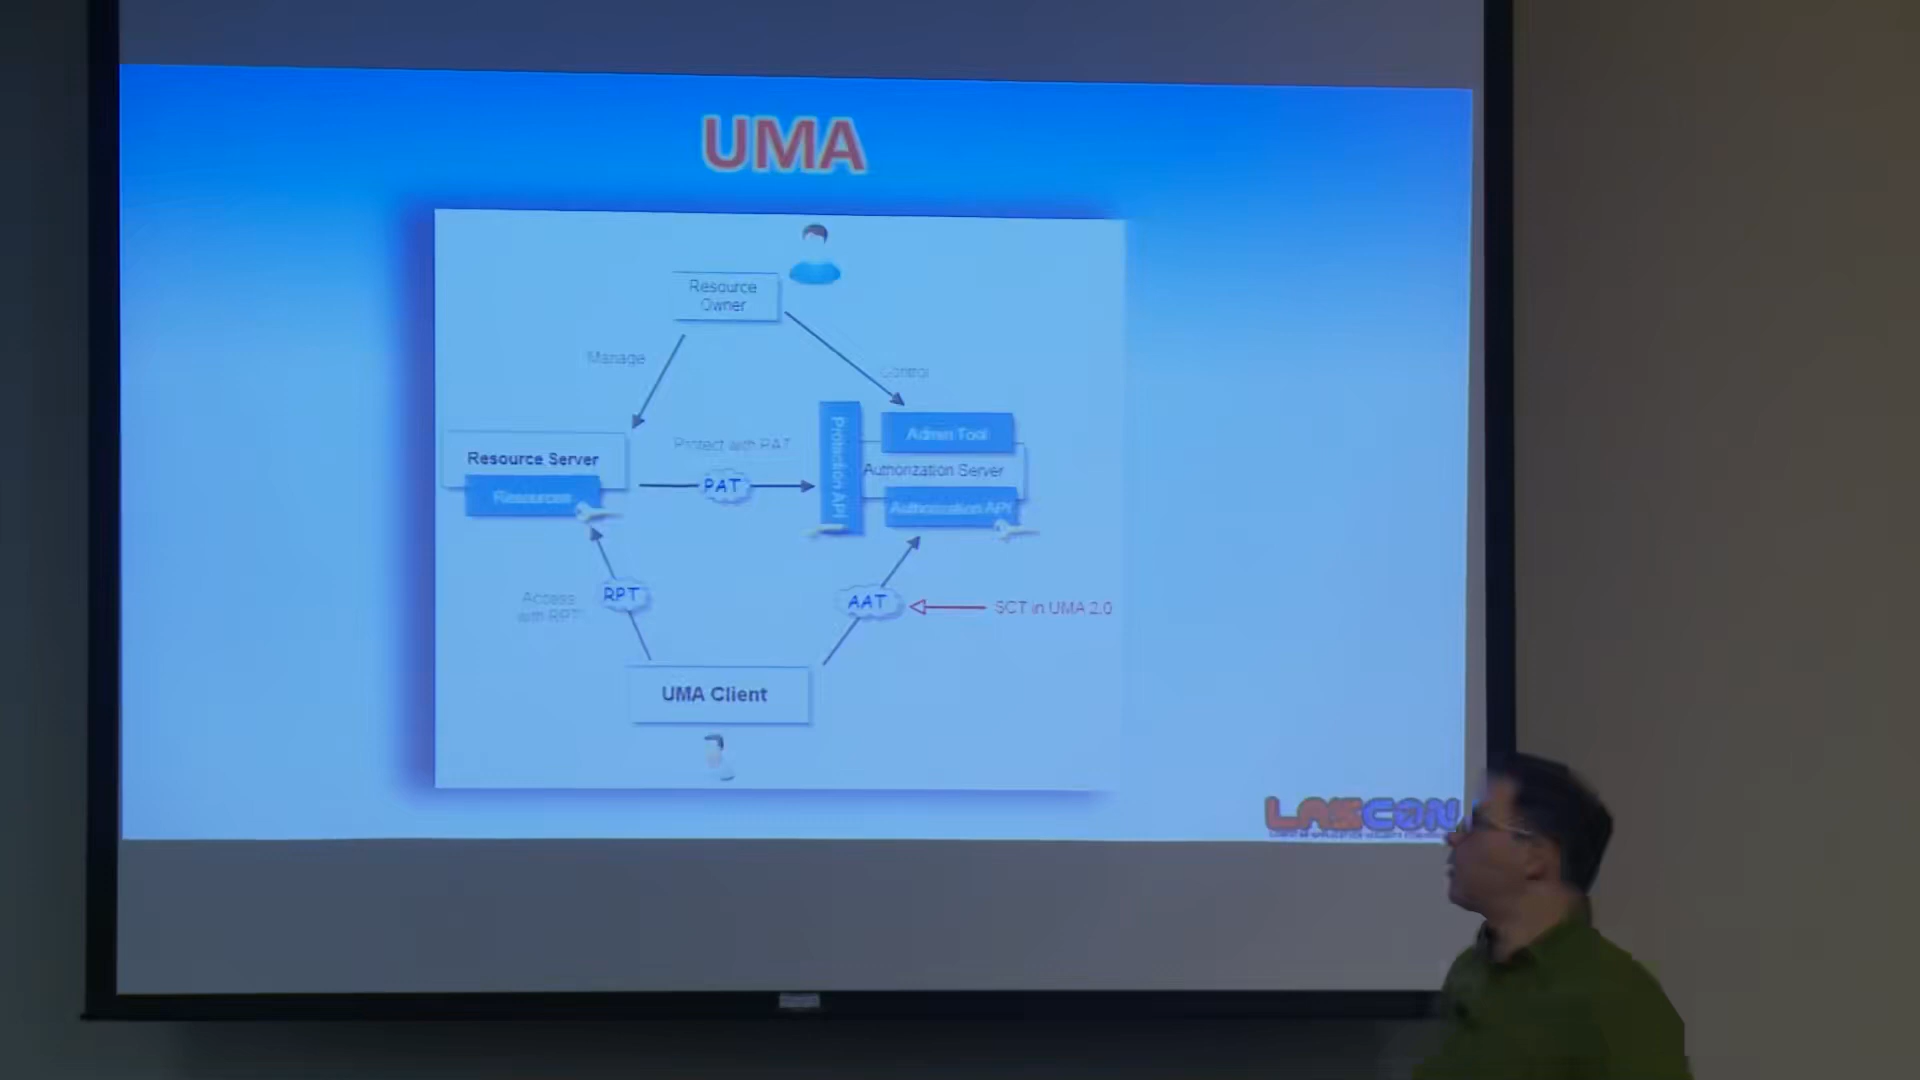 UMA
Resource
Owner
Manage
Control
Protection API
Admin Tool
Protect with PAT
Resource Server
Authorization Server
PAT
Resources
Authorization API
Access
with RPT
RPT
AAT
SCT in UMA 2.0
UMA Client
LASCON